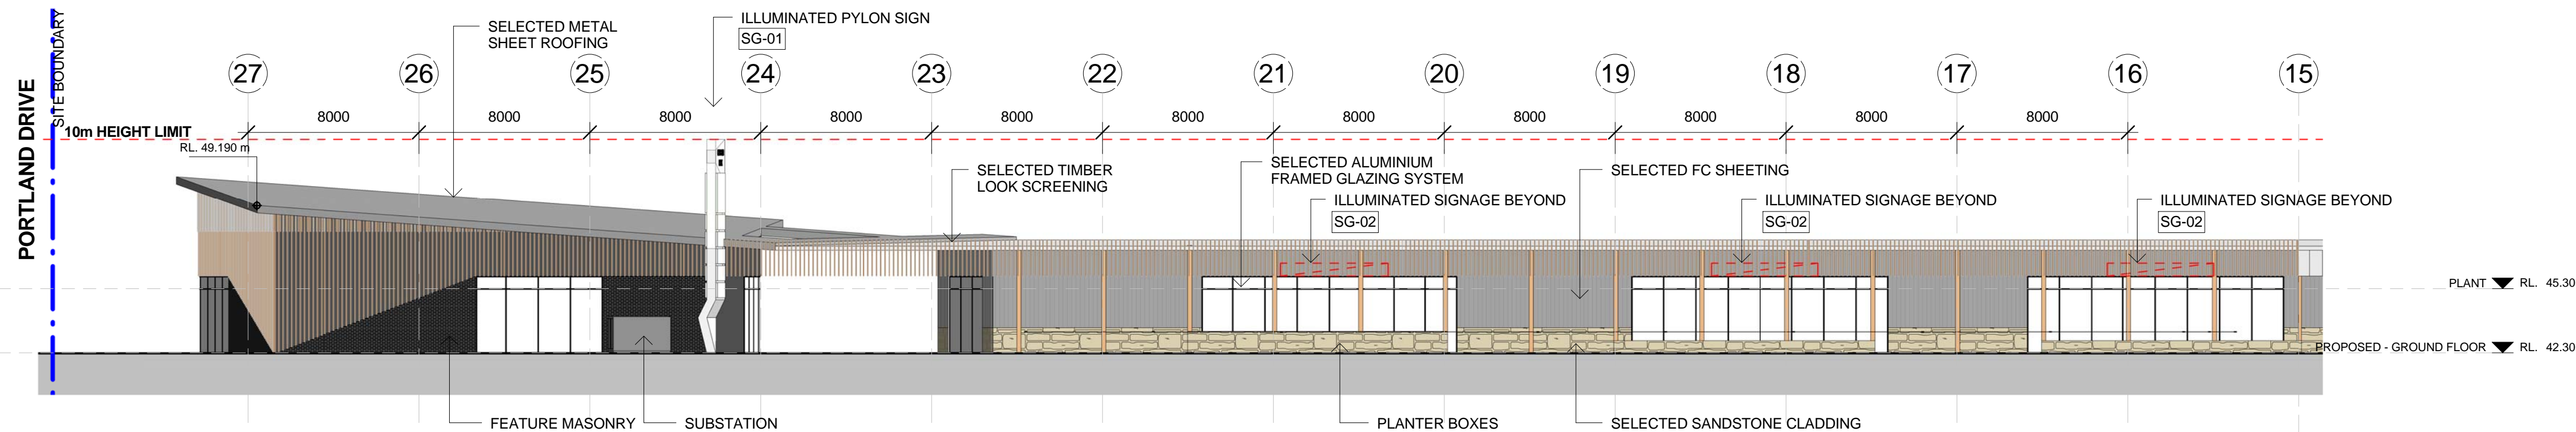 PORTLAND DRIVE
SITE BOUNDARY
SELECTED METAL
SHEET ROOFING
ILLUMINATED PYLON SIGN
SG-01
27
26
25
24
23
22
21
20
19
18
17
16
15
8000
8000
8000
8000
8000
8000
8000
8000
8000
8000
8000
10m HEIGHT LIMIT
RL. 49.190 m
SELECTED TIMBER
LOOK SCREENING
SELECTED ALUMINIUM
FRAMED GLAZING SYSTEM
SELECTED FC SHEETING
ILLUMINATED SIGNAGE BEYOND
SG-02
ILLUMINATED SIGNAGE BEYOND
SG-02
ILLUMINATED SIGNAGE BEYOND
SG-02
PLANT RL. 45.30
PROPOSED - GROUND FLOOR RL. 42.30
FEATURE MASONRY
SUBSTATION
PLANTER BOXES
SELECTED SANDSTONE CLADDING